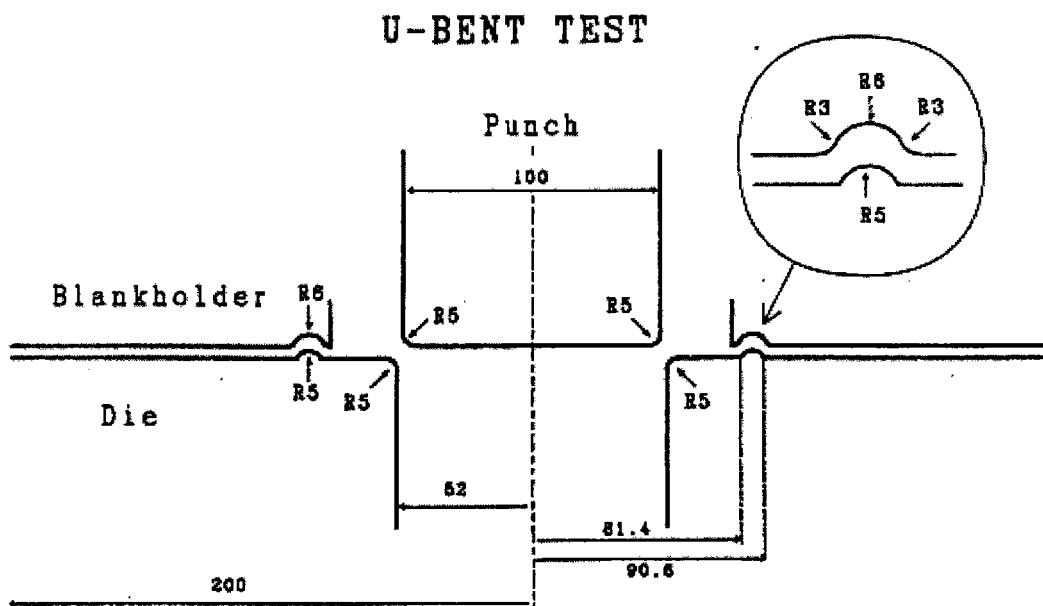 U-BENT TEST
R6
R3
R3
Punch
100
R5
Blankholder
R6
R5
R5
R5
R5
R5
Die
52
81.4
90.6
200